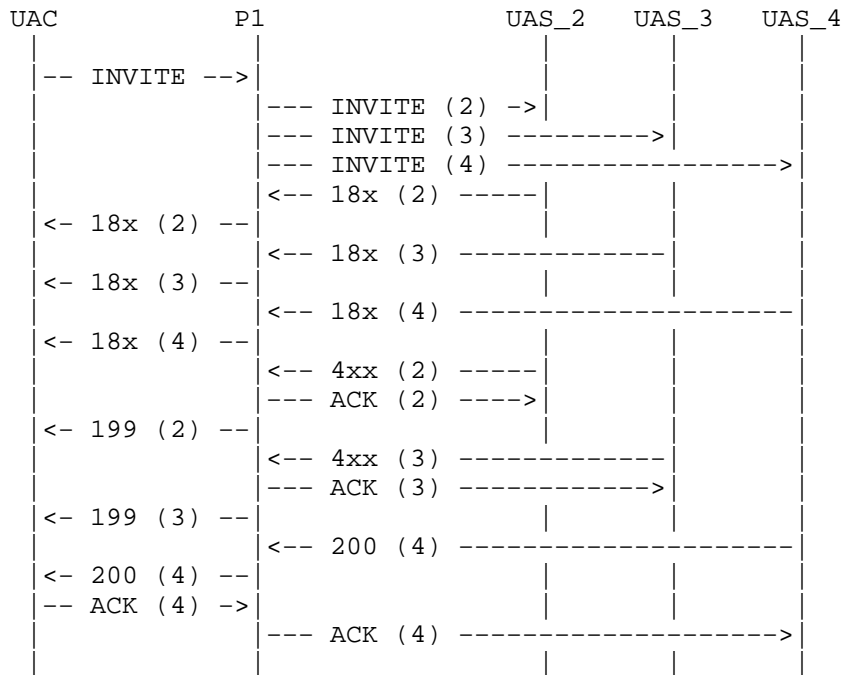 UAC P1 UAS_2 UAS_3 UAS_4
-- INVITE -->
--- INVITE (2) ->
--- INVITE (3) --------->
--- INVITE (4) ------------------>
<-- 18x (2) -----
<- 18x (2) --
<-- 18x (3) -------------
<- 18x (3) --
<-- 18x (4) ---------------------
<- 18x (4) --
<-- 4xx (2) -----
--- ACK (2) ---->
<- 199 (2) --
<-- 4xx (3) -------------
--- ACK (3) ------------>
<- 199 (3) --
<-- 200 (4) ---------------------
<- 200 (4) --
-- ACK (4) ->
--- ACK (4) -------------------->